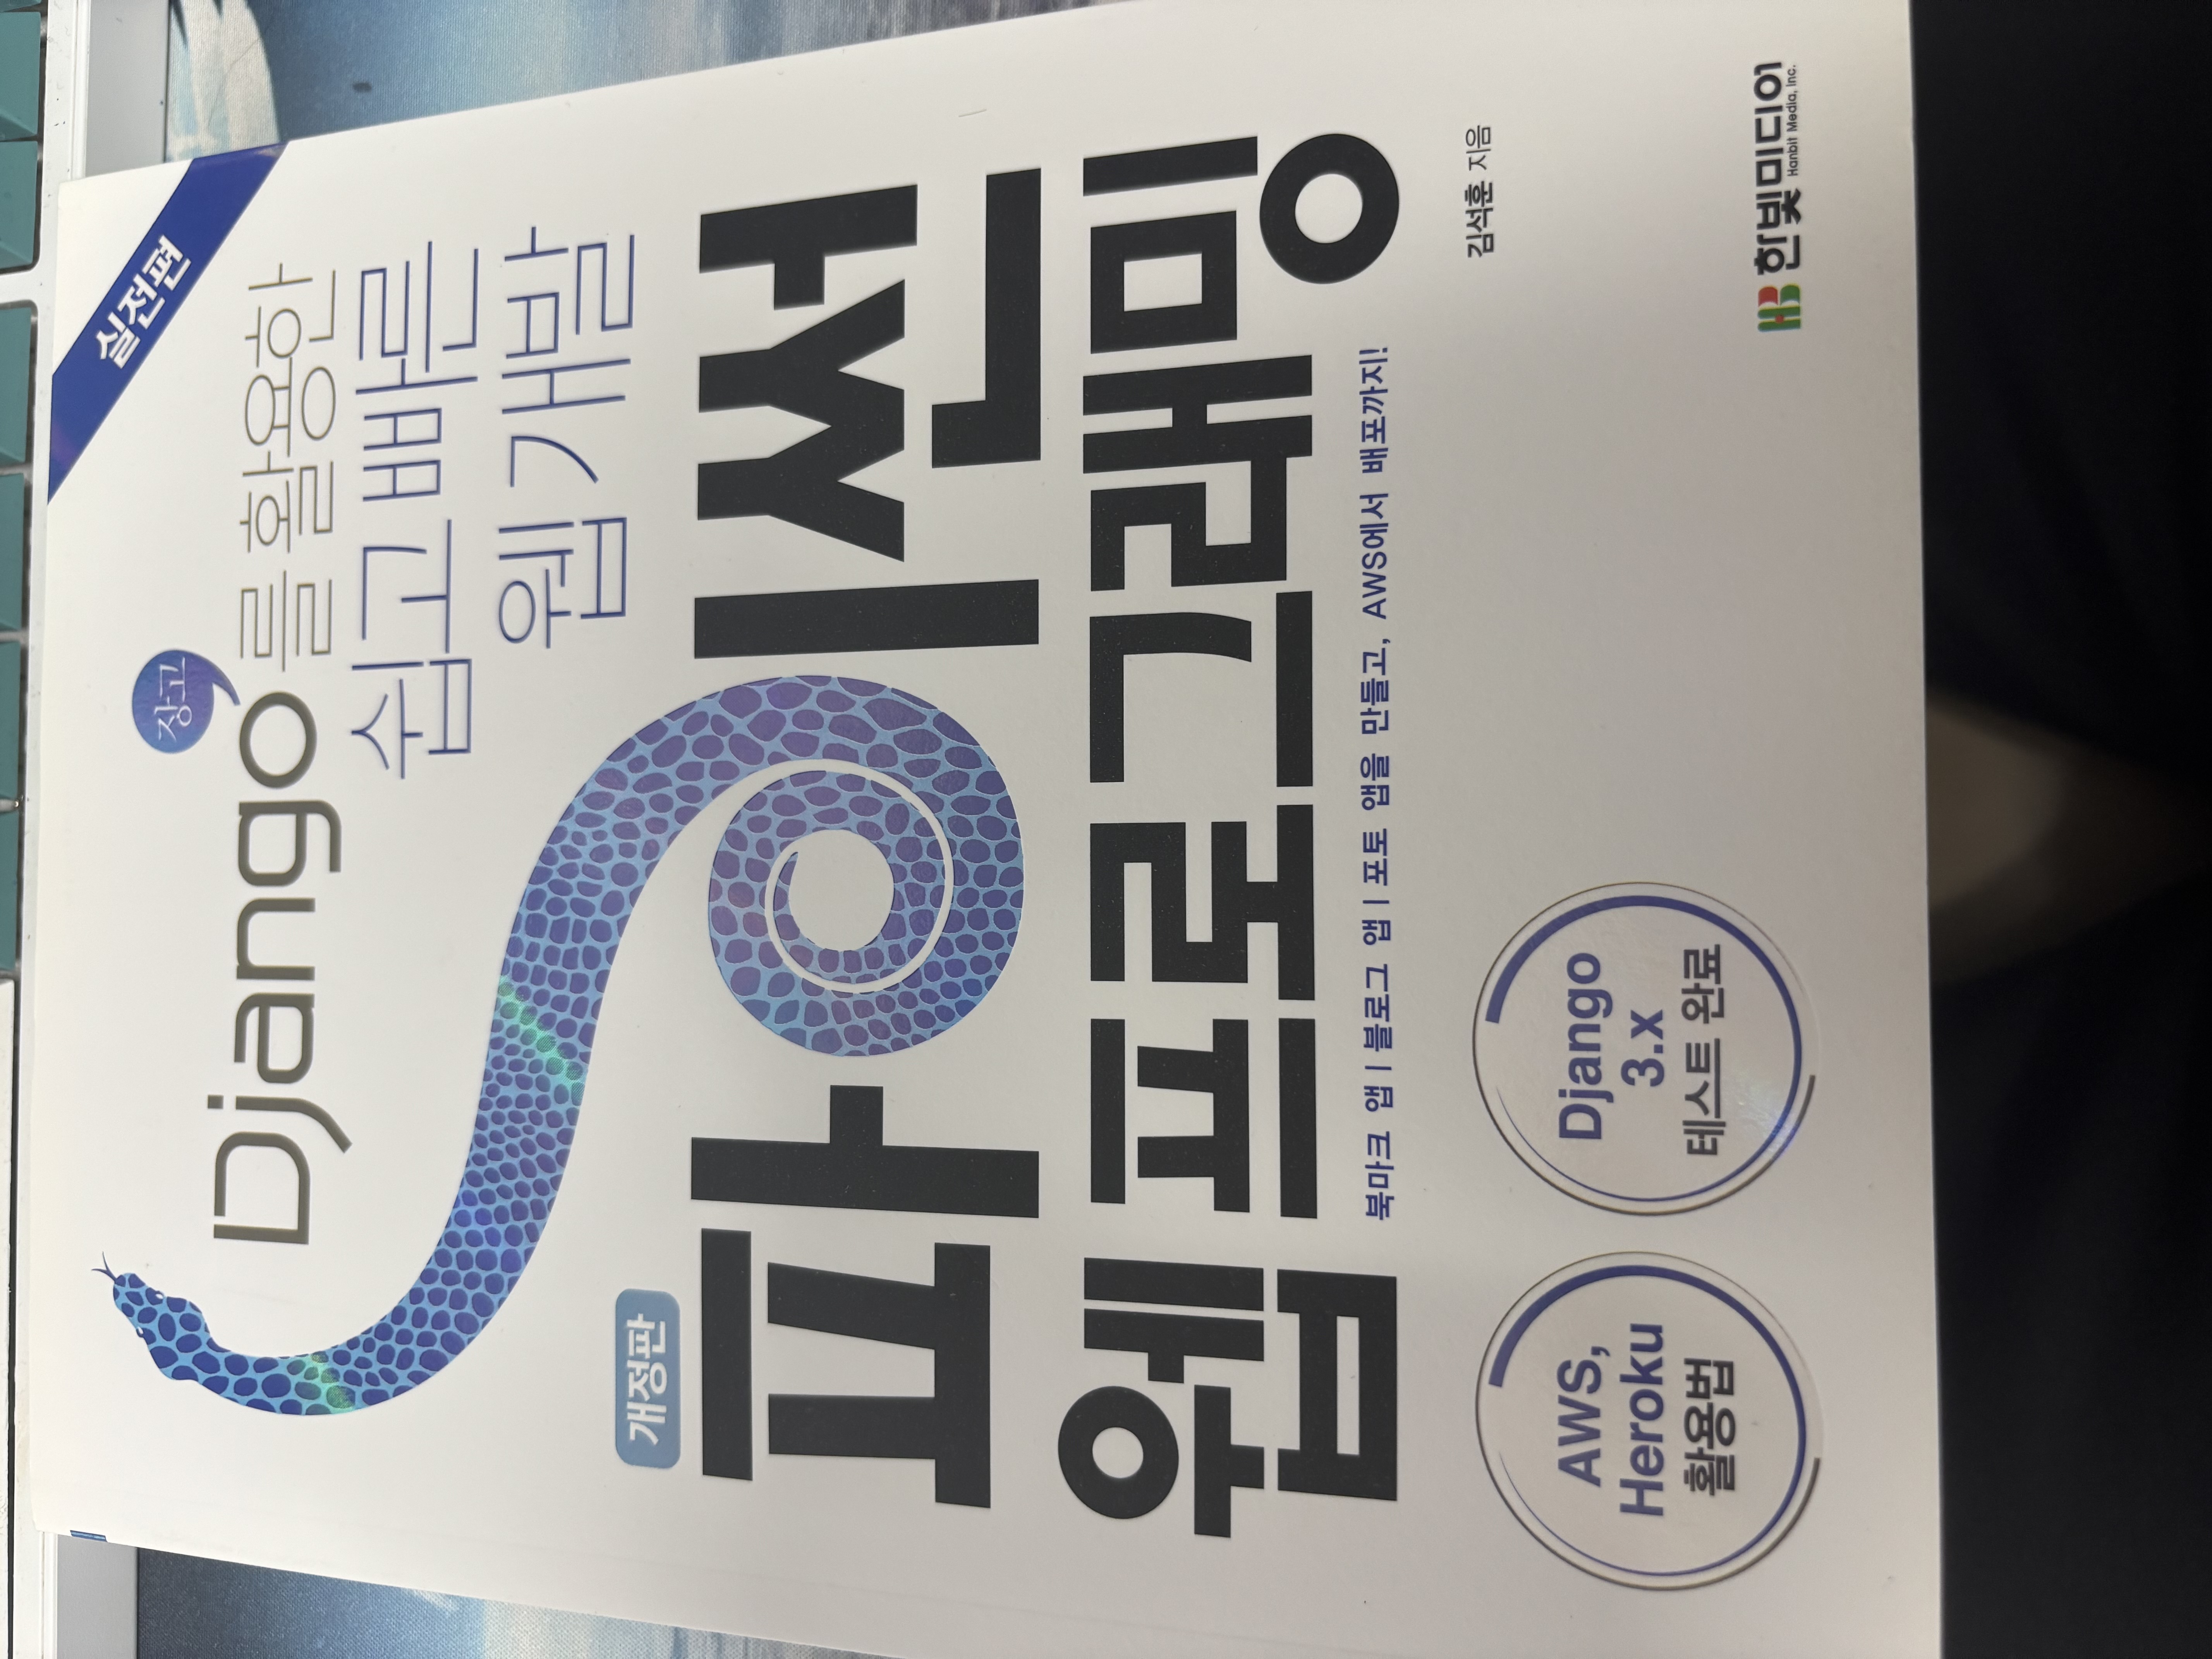 실전편
장고
Django를 활용한
쉽고 빠른
웹 개발
개정판
파이썬
웹 프로그래밍
북마크 앱 | 블로그 앱 | 포토 앱을 만들고, AWS에서 배포까지!
김석훈 지음
AWS,
Heroku
활용법
Django
3.x
테스트 완료
HB 한빛미디어
Hanbit Media, Inc.